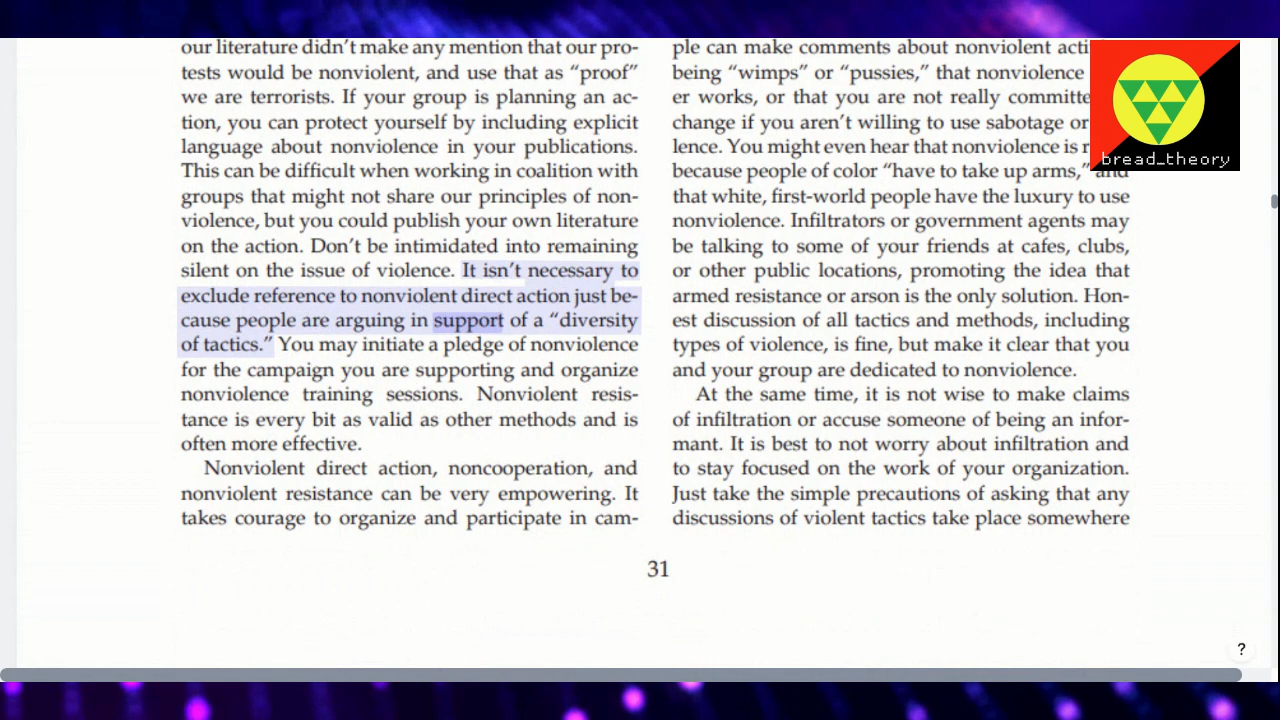 our literature didn't make any mention that our pro-
tests would be nonviolent, and use that as “proof”
we are terrorists. If your group is planning an ac-
tion, you can protect yourself by including explicit
language about nonviolence in your publications.
This can be difficult when working in coalition with
groups that might not share our principles of non-
violence, but you could publish your own literature
on the action. Don't be intimidated into remaining
silent on the issue of violence. It isn't necessary to
exclude reference to nonviolent direct action just be-
cause people are arguing in support of a “diversity
of tactics.” You may initiate a pledge of nonviolence
for the campaign you are supporting and organize
nonviolence training sessions. Nonviolent resis-
tance is every bit as valid as other methods and is
often more effective.
Nonviolent direct action, noncooperation, and
nonviolent resistance can be very empowering. It
takes courage to organize and participate in cam-
ple can make comments about nonviolent
being “wimps” or “pussies,” that nonviolence
er works, or that you are not really
change if you aren't willing to use sabotage or
lence. You might even hear that nonviolence is
because people of color “have to take up arms,” and
that white, first-world people have the luxury to use
nonviolence. Infiltrators or government agents may
be talking to some of your friends at cafes, clubs,
or other public locations, promoting the idea that
armed resistance or arson is the only solution. Hon-
est discussion of all tactics and methods, including
types of violence, is fine, but make it clear that you
and your group are dedicated to nonviolence.
At the same time, it is not wise to make claims
of infiltration or accuse someone of being an infor-
mant. It is best to not worry about infiltration and
to stay focused on the work of your organization.
Just take the simple precautions of asking that any
discussions of violent tactics take place somewhere
31
bread_theory
?